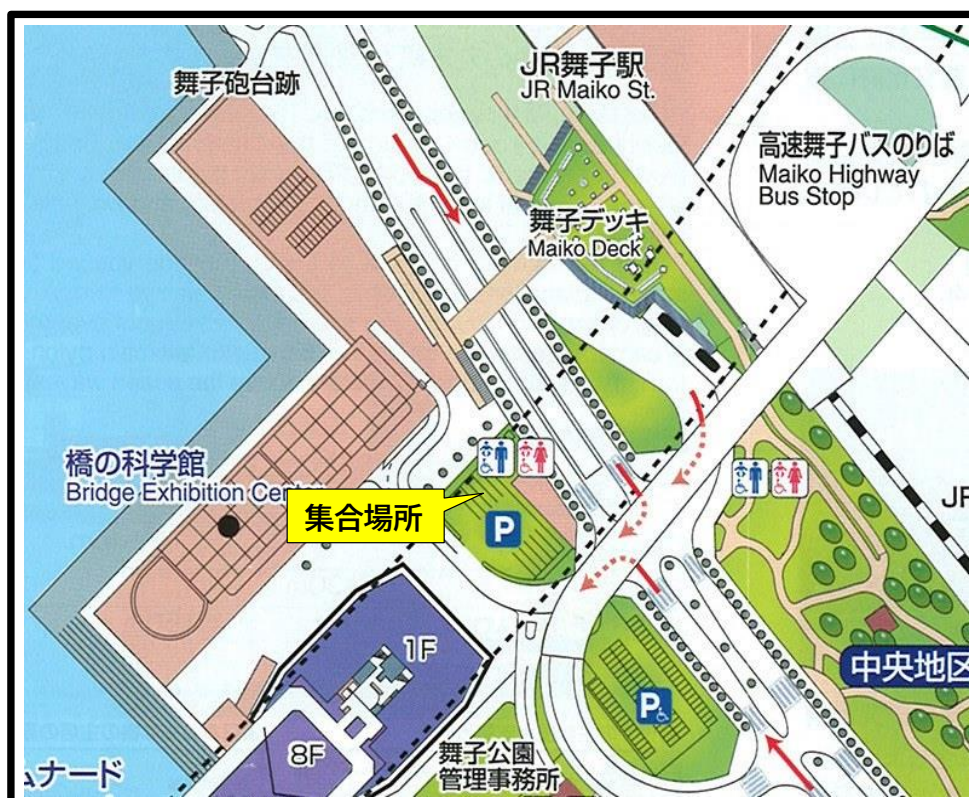 舞子砲台跡
JR舞子駅
JR Maiko St.
高速舞子バスのりば
Maiko Highway
Bus Stop
舞子デッキ
Maiko Deck
橋の科学館
Bridge Exhibition Cente
集合場所
P
1F
JR
中央地区
P
8F
舞子公園
管理事務所
ムナード